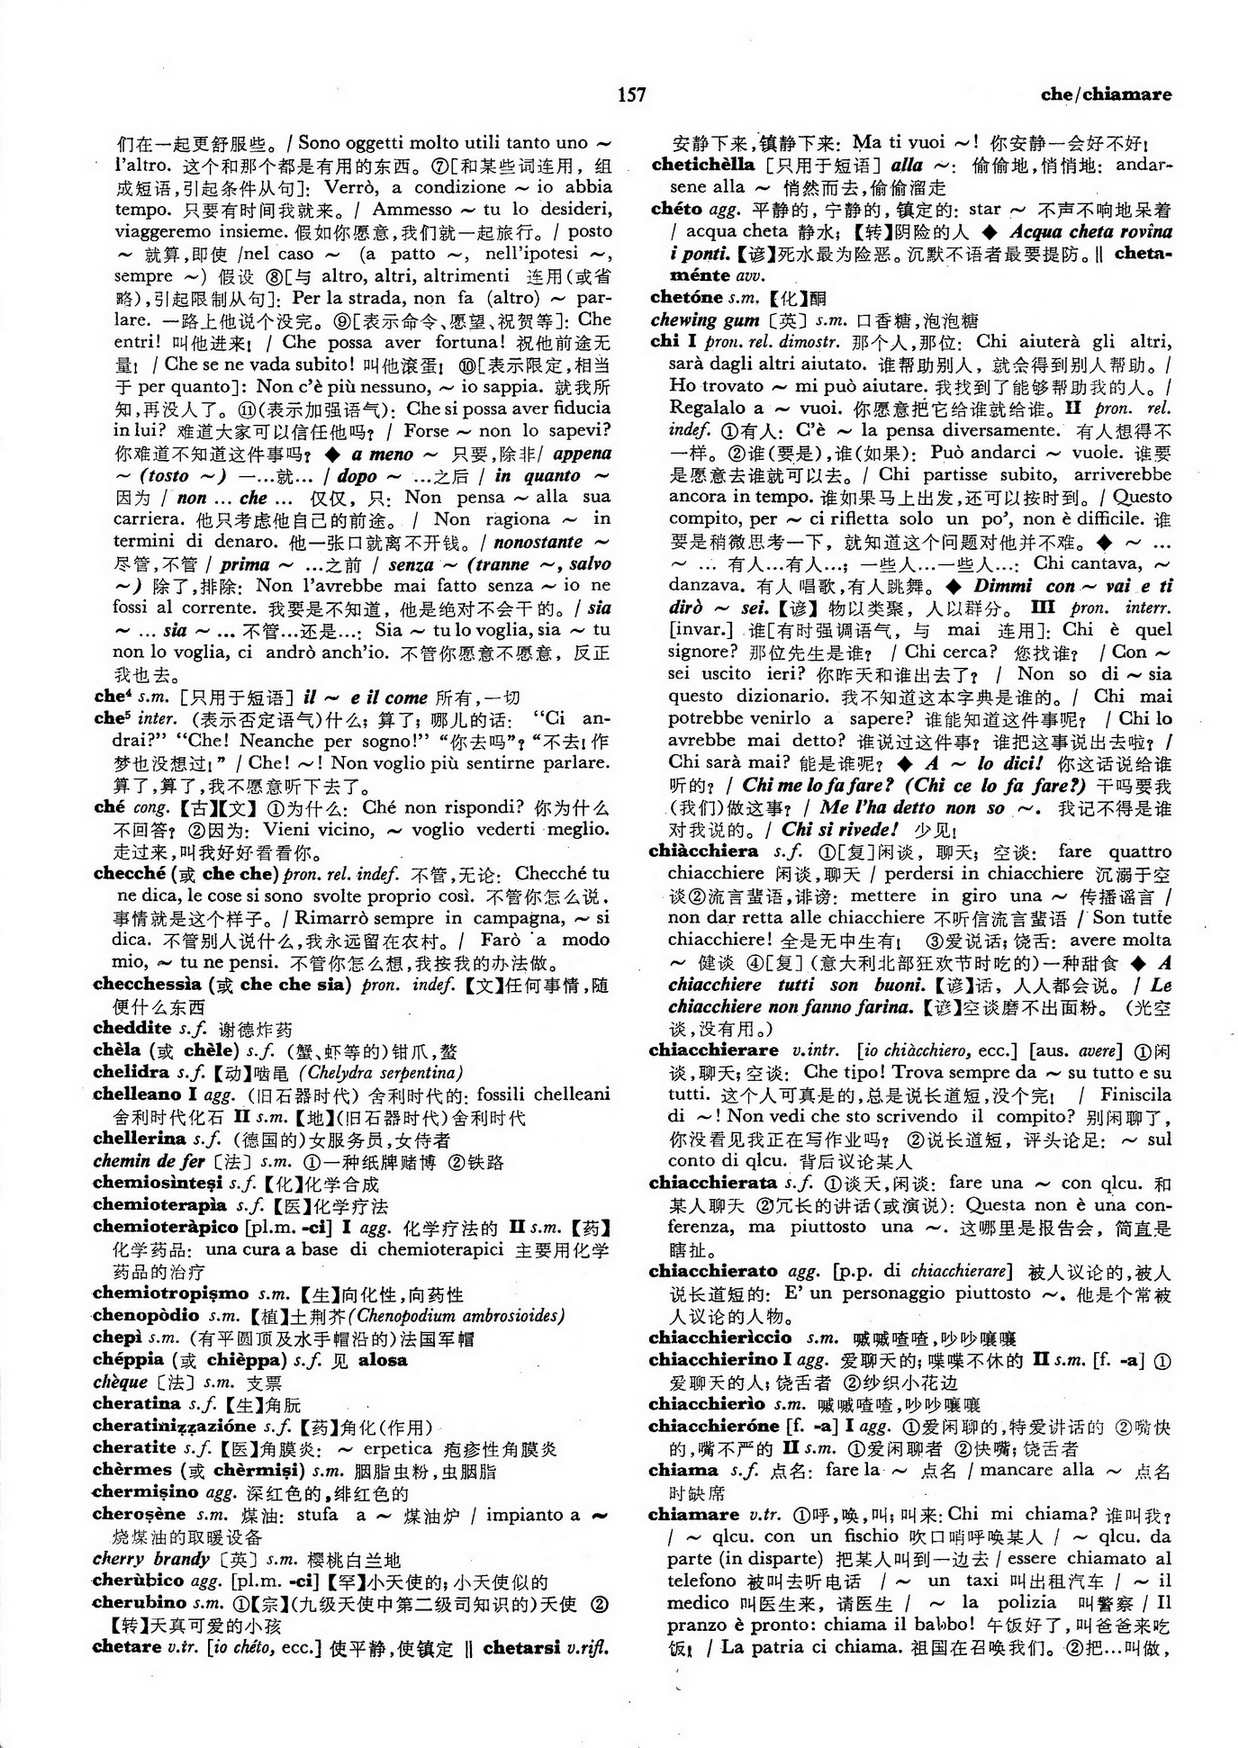 157
che/chiamare
们在一起更舒服些。/ Sono oggetti molto utili tanto uno ~
l'altro. 这个和那个都是有用的东西。⑦[和某些词连用, 组
成短语,引起条件从句]: Verrò, a condizione ~ io abbia
tempo. 只要有时间我就来。/ Ammesso ~ tu lo desideri,
viaggeremo insieme. 假如你愿意,我们就一起旅行。/ posto
~ 就算,即使 /nel caso ~ (a patto ~, nell'ipotesi ~,
sempre ~) 假设 ⑧[与 altro, altri, altrimenti 连用(或省
略),引起限制从句]: Per la strada, non fa (altro) ~ par-
lare. 一路上他说个没完。⑨[表示命令、愿望、祝贺等]: Che
entri! 叫他进来! / Che possa aver fortuna! 祝他前途无
量! / Che se ne vada subito! 叫他滚蛋! ⑩[表示限定,相当
于 per quanto]: Non c'è più nessuno, ~ io sappia. 就我所
知,再没人了。⑪(表示加强语气): Che si possa aver fiducia
in lui? 难道大家可以信任他吗? / Forse ~ non lo sapevi?
你难道不知道这件事吗? ◆ a meno ~ 只要,除非/ appena
~ (tosto ~) 一…就… / dopo ~ …之后 / in quanto ~
因为 / non … che … 仅仅, 只: Non pensa ~ alla sua
carriera. 他只考虑他自己的前途。 / Non ragiona ~ in
termini di denaro. 他一张口就离不开钱。/ nonostante ~
尽管,不管 / prima ~ …之前 / senza ~ (tranne ~, salvo
~) 除了,排除: Non l'avrebbe mai fatto senza ~ io ne
fossi al corrente. 我要是不知道, 他是绝对不会干的。/ sia
~ … sia ~ … 不管…还是…: Sia ~ tu lo voglia, sia ~ tu
non lo voglia, ci andrò anch'io. 不管你愿意不愿意, 反正
我也去。
che⁴ s.m. [只用于短语] il ~ e il come 所有,一切
che⁵ inter. (表示否定语气)什么; 算了; 哪儿的话: “Ci an-
drai?” “Che! Neanche per sogno!” “你去吗”? “不去!作
梦也没想过!” / Che! ~! Non voglio più sentirne parlare.
算了,算了,我不愿意听下去了。
ché cong. 【古】【文】 ①为什么: Ché non rispondi? 你为什么
不回答? ②因为: Vieni vicino, ~ voglio vederti meglio.
走过来,叫我好好看看你。
checché (或 che che) pron. rel. indef. 不管,无论: Checché tu
ne dica, le cose si sono svolte proprio così. 不管你怎么说,
事情就是这个样子。/ Rimarrò sempre in campagna, ~ si
dica. 不管别人说什么,我永远留在农村。/ Farò a modo
mio, ~ tu ne pensi. 不管你怎么想,我按我的办法做。
checchessìa (或 che che sia) pron. indef. 【文】任何事情,随
便什么东西
cheddite s.f. 谢德炸药
chèla (或 chèle) s.f. (蟹、虾等的)钳爪,螯
chelidra s.f. 【动】啮黾 (Chelydra serpentina)
chelleano I agg. (旧石器时代) 舍利时代的: fossili chelleani
舍利时代化石 II s.m. 【地】(旧石器时代)舍利时代
chellerina s.f. (德国的)女服务员,女侍者
chemin de fer 〔法〕 s.m. ①一种纸牌赌博 ②铁路
chemiosìntesi s.f. 【化】化学合成
chemioterapìa s.f. 【医】化学疗法
chemioteràpico [pl.m. -ci] I agg. 化学疗法的 II s.m. 【药】
化学药品: una cura a base di chemioterapici 主要用化学
药品的治疗
chemiotropismo s.m. 【生】向化性,向药性
chenopòdio s.m. 【植】土荆芥 (Chenopodium ambrosioides)
chepì s.m. (有平圆顶及水手帽沿的)法国军帽
chéppia (或 chièppa) s.f. 见 alosa
chèque 〔法〕 s.m. 支票
cheratina s.f. 【生】角朊
cheratinizzazióne s.f. 【药】角化(作用)
cheratite s.f. 【医】角膜炎: ~ erpetica 疱疹性角膜炎
chèrmes (或 chèrmisi) s.m. 胭脂虫粉,虫胭脂
chermisino agg. 深红色的,绯红色的
cherosène s.m. 煤油: stufa a ~ 煤油炉 / impianto a ~
烧煤油的取暖设备
cherry brandy 〔英〕 s.m. 樱桃白兰地
cherùbico agg. [pl.m. -ci] 【罕】小天使的; 小天使似的
cherubino s.m. ①【宗】(九级天使中第二级司知识的)天使 ②
【转】天真可爱的小孩
chetare v.tr. [io chéto, ecc.] 使平静,使镇定 ‖ chetarsi v.rifl.
安静下来,镇静下来: Ma ti vuoi ~! 你安静一会好不好!
chetichèlla [只用于短语] alla ~: 偷偷地,悄悄地: andar-
sene alla ~ 悄然而去,偷偷溜走
chéto agg. 平静的, 宁静的, 镇定的: star ~ 不声不响地呆着
/ acqua cheta 静水; 【转】阴险的人 ◆ Acqua cheta rovina
i ponti. 【谚】死水最为险恶。沉默不语者最要提防。‖ cheta-
ménte avv.
chetóne s.m. 【化】酮
chewing gum 〔英〕 s.m. 口香糖,泡泡糖
chi I pron. rel. dimostr. 那个人,那位: Chi aiuterà gli altri,
sarà dagli altri aiutato. 谁帮助别人, 就会得到别人帮助。/
Ho trovato ~ mi può aiutare. 我找到了能够帮助我的人。/
Regalalo a ~ vuoi. 你愿意把它给谁就给谁。II pron. rel.
indef. ①有人: C'è ~ la pensa diversamente. 有人想得不
一样。②谁(要是),谁(如果): Può andarci ~ vuole. 谁要
是愿意去谁就可以去。/ Chi partisse subito, arriverebbe
ancora in tempo. 谁如果马上出发,还可以按时到。/ Questo
compito, per ~ ci rifletta solo un po', non è difficile. 谁
要是稍微思考一下, 就知道这个问题对他并不难。◆ ~ …
~ … 有人…有人…; 一些人…一些人…: Chi cantava, ~
danzava. 有人唱歌,有人跳舞。◆ Dimmi con ~ vai e ti
dirò ~ sei. 【谚】 物以类聚, 人以群分。 III pron. interr.
[invar.] 谁[有时强调语气, 与 mai 连用]: Chi è quel
signore? 那位先生是谁? / Chi cerca? 您找谁? / Con ~
sei uscito ieri? 你昨天和谁出去了? / Non so di ~ sia
questo dizionario. 我不知道这本字典是谁的。/ Chi mai
potrebbe venirlo a sapere? 谁能知道这件事呢? / Chi lo
avrebbe mai detto? 谁说过这件事? 谁把这事说出去啦? /
Chi sarà mai? 能是谁呢? ◆ A ~ lo dici! 你这话说给谁
听的? / Chi me lo fa fare? (Chi ce lo fa fare?) 干吗要我
(我们)做这事? / Me l'ha detto non so ~. 我记不得是谁
对我说的。/ Chi si rivede! 少见!
chiàcchiera s.f. ①[复]闲谈, 聊天; 空谈: fare quattro
chiacchiere 闲谈,聊天 / perdersi in chiacchiere 沉溺于空
谈②流言蜚语,诽谤: mettere in giro una ~ 传播谣言 /
non dar retta alle chiacchiere 不听信流言蜚语 / Son tutte
chiacchiere! 全是无中生有! ③爱说话; 饶舌: avere molta
~ 健谈 ④[复] (意大利北部狂欢节时吃的)一种甜食 ◆ A
chiacchiere tutti son buoni. 【谚】话, 人人都会说。/ Le
chiacchiere non fanno farina. 【谚】空谈磨不出面粉。 (光空
谈,没有用。)
chiacchierare v.intr. [io chiàcchiero, ecc.] [aus. avere] ①闲
谈,聊天; 空谈: Che tipo! Trova sempre da ~ su tutto e su
tutti. 这个人可真是的,总是说长道短,没个完! / Finiscila
di ~! Non vedi che sto scrivendo il compito? 别闲聊了,
你没看见我正在写作业吗? ②说长道短, 评头论足: ~ sul
conto di qlcu. 背后议论某人
chiacchierata s.f. ①谈天,闲谈: fare una ~ con qlcu. 和
某人聊天 ②冗长的讲话(或演说): Questa non è una con-
ferenza, ma piuttosto una ~. 这哪里是报告会, 简直是
瞎扯。
chiacchierato agg. [p.p. di chiacchierare] 被人议论的,被人
说长道短的: E' un personaggio piuttosto ~. 他是个常被
人议论的人物。
chiacchierìccio s.m. 喊喊喳喳,吵吵嚷嚷
chiacchierino I agg. 爱聊天的; 喋喋不休的 II s.m. [f. -a] ①
爱聊天的人; 饶舌者 ②纺织小花边
chiacchierìo s.m. 喊喊喳喳,吵吵嚷嚷
chiacchieróne [f. -a] I agg. ①爱闲聊的,特爱讲话的 ②嘴快
的,嘴不严的 II s.m. ①爱闲聊者 ②快嘴; 饶舌者
chiama s.f. 点名: fare la ~ 点名 / mancare alla ~ 点名
时缺席
chiamare v.tr. ①呼,唤,叫; 叫来: Chi mi chiama? 谁叫我?
/ ~ qlcu. con un fischio 吹口哨呼唤某人 / ~ qlcu. da
parte (in disparte) 把某人叫到一边去 / essere chiamato al
telefono 被叫去听电话 / ~ un taxi 叫出租汽车 / ~ il
medico 叫医生来, 请医生 / ~ la polizia 叫警察 / Il
pranzo è pronto: chiama il babbo! 午饭好了,叫爸爸来吃
饭! / La patria ci chiama. 祖国在召唤我们。②把…叫做,